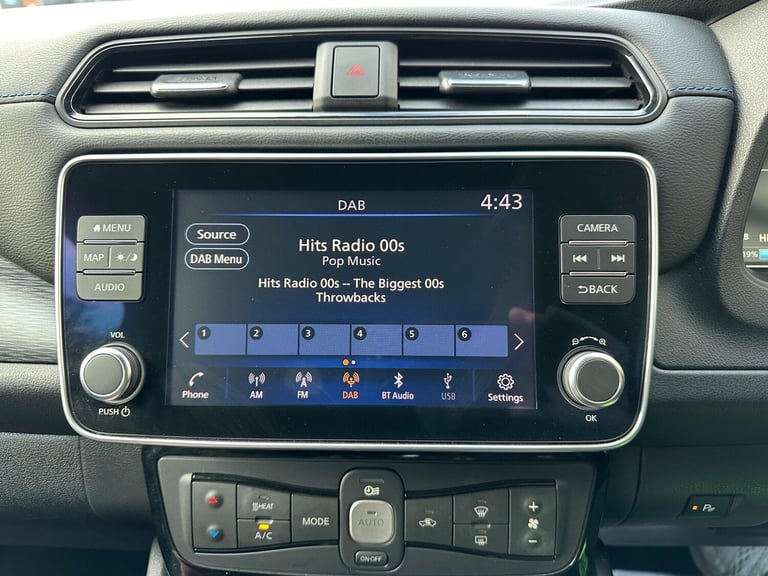 DAB
4:43
Source
DAB Menu
Hits Radio 00s
Pop Music
Hits Radio 00s -- The Biggest 00s
Throwbacks
1 2 3 4 5 6
Phone AM FM DAB BT Audio USB Settings
MENU
MAP
AUDIO
VOL
PUSH
CAMERA
BACK
OK
HEAT
A/C
MODE
AUTO
ON·OFF
Hi
19%
P